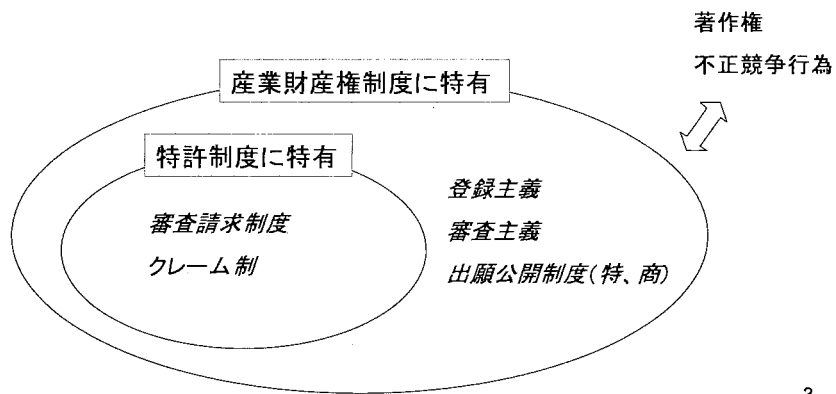 著作権
不正競争行為
産業財産権制度に特有
特許制度に特有
登録主義
審査請求制度
審査主義
クレーム制
出願公開制度(特、商)
3